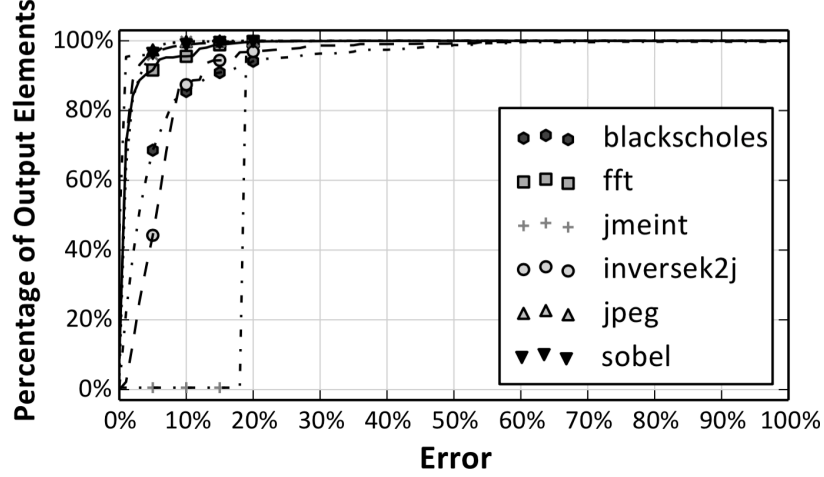 Percentage of Output Elements
100%
80%
60%
40%
20%
0%
0% 10% 20% 30% 40% 50% 60% 70% 80% 90% 100%
Error
blackscholes
fft
jmeint
inversek2j
jpeg
sobel